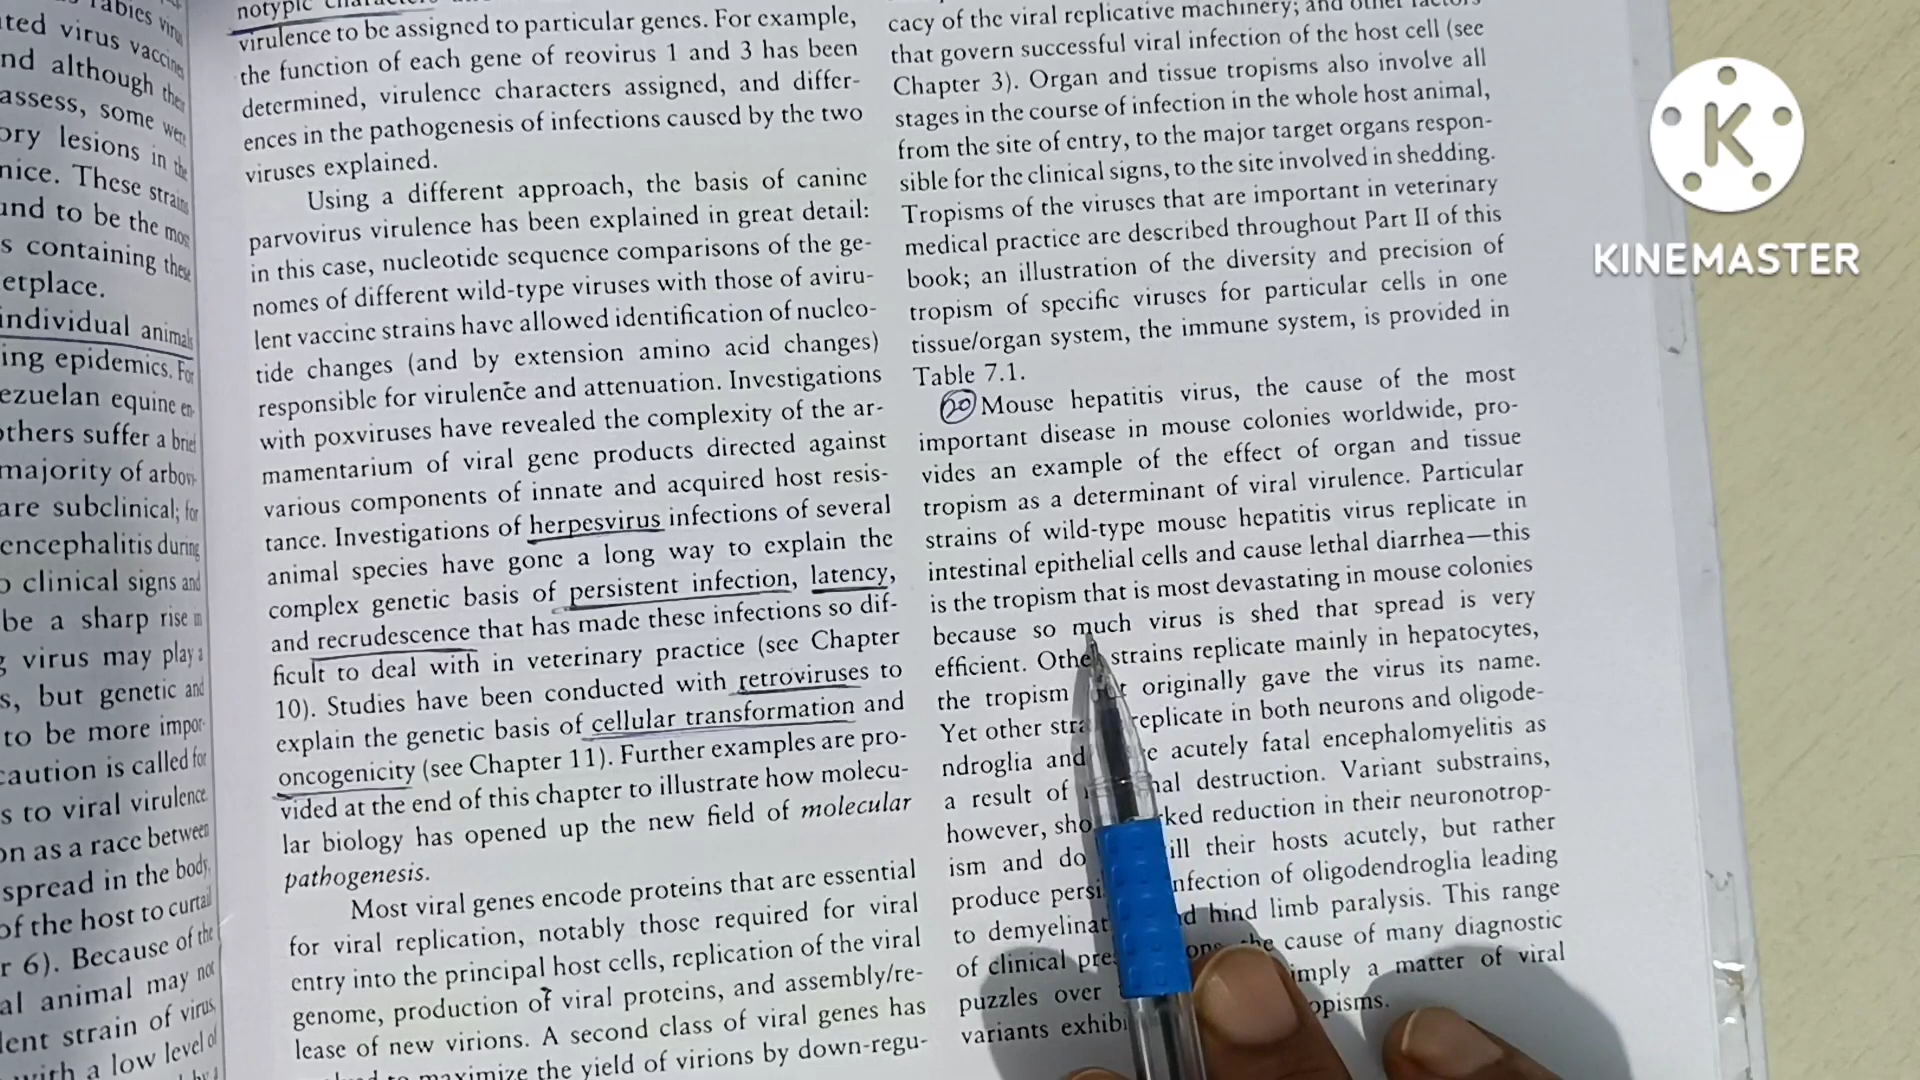 rabies virus
ted virus vaccines
nd although their
assess, some were
ory lesions in the
nice. These strains
und to be the most
s containing these
etplace.
individual animals
ing epidemics. For
ezuelan equine en-
others suffer a brief
majority of arbov-
are subclinical; for
encephalitis during
o clinical signs and
be a sharp rise in
g virus may play a
s, but genetic and
to be more impor-
caution is called for
s to viral virulence
on as a race between
spread in the body,
of the host to curtail
r 6). Because of the
al animal may not
lent strain of virus,
with a low level of
notypic characters
virulence to be assigned to particular genes. For example,
the function of each gene of reovirus 1 and 3 has been
determined, virulence characters assigned, and differ-
ences in the pathogenesis of infections caused by the two
viruses explained.
Using a different approach, the basis of canine
parvovirus virulence has been explained in great detail:
in this case, nucleotide sequence comparisons of the ge-
nomes of different wild-type viruses with those of aviru-
lent vaccine strains have allowed identification of nucleo-
tide changes (and by extension amino acid changes)
responsible for virulence and attenuation. Investigations
with poxviruses have revealed the complexity of the ar-
mamentarium of viral gene products directed against
various components of innate and acquired host resis-
tance. Investigations of herpesvirus infections of several
animal species have gone a long way to explain the
complex genetic basis of persistent infection, latency,
and recrudescence that has made these infections so dif-
ficult to deal with in veterinary practice (see Chapter
10). Studies have been conducted with retroviruses to
explain the genetic basis of cellular transformation and
oncogenicity (see Chapter 11). Further examples are pro-
vided at the end of this chapter to illustrate how molecu-
lar biology has opened up the new field of molecular
pathogenesis.
Most viral genes encode proteins that are essential
for viral replication, notably those required for viral
entry into the principal host cells, replication of the viral
genome, production of viral proteins, and assembly/re-
lease of new virions. A second class of viral genes has
to maximize the yield of virions by down-regu-
cacy of the viral replicative machinery; and other factors
that govern successful viral infection of the host cell (see
Chapter 3). Organ and tissue tropisms also involve all
stages in the course of infection in the whole host animal,
from the site of entry, to the major target organs respon-
sible for the clinical signs, to the site involved in shedding.
Tropisms of the viruses that are important in veterinary
medical practice are described throughout Part II of this
book; an illustration of the diversity and precision of
tropism of specific viruses for particular cells in one
tissue/organ system, the immune system, is provided in
Table 7.1.
20 Mouse hepatitis virus, the cause of the most
important disease in mouse colonies worldwide, pro-
vides an example of the effect of organ and tissue
tropism as a determinant of viral virulence. Particular
strains of wild-type mouse hepatitis virus replicate in
intestinal epithelial cells and cause lethal diarrhea—this
is the tropism that is most devastating in mouse colonies
because so much virus is shed that spread is very
efficient. Other strains replicate mainly in hepatocytes,
the tropism originally gave the virus its name.
Yet other replicate in both neurons and oligode-
ndroglia and acutely fatal encephalomyelitis as
a result of destruction. Variant substrains,
however, reduction in their neuronotrop-
ism and do their hosts acutely, but rather
produce infection of oligodendroglia leading
to hind limb paralysis. This range
of clinical the cause of many diagnostic
puzzles over simply a matter of viral
variants tropisms.
K
KINEMASTER